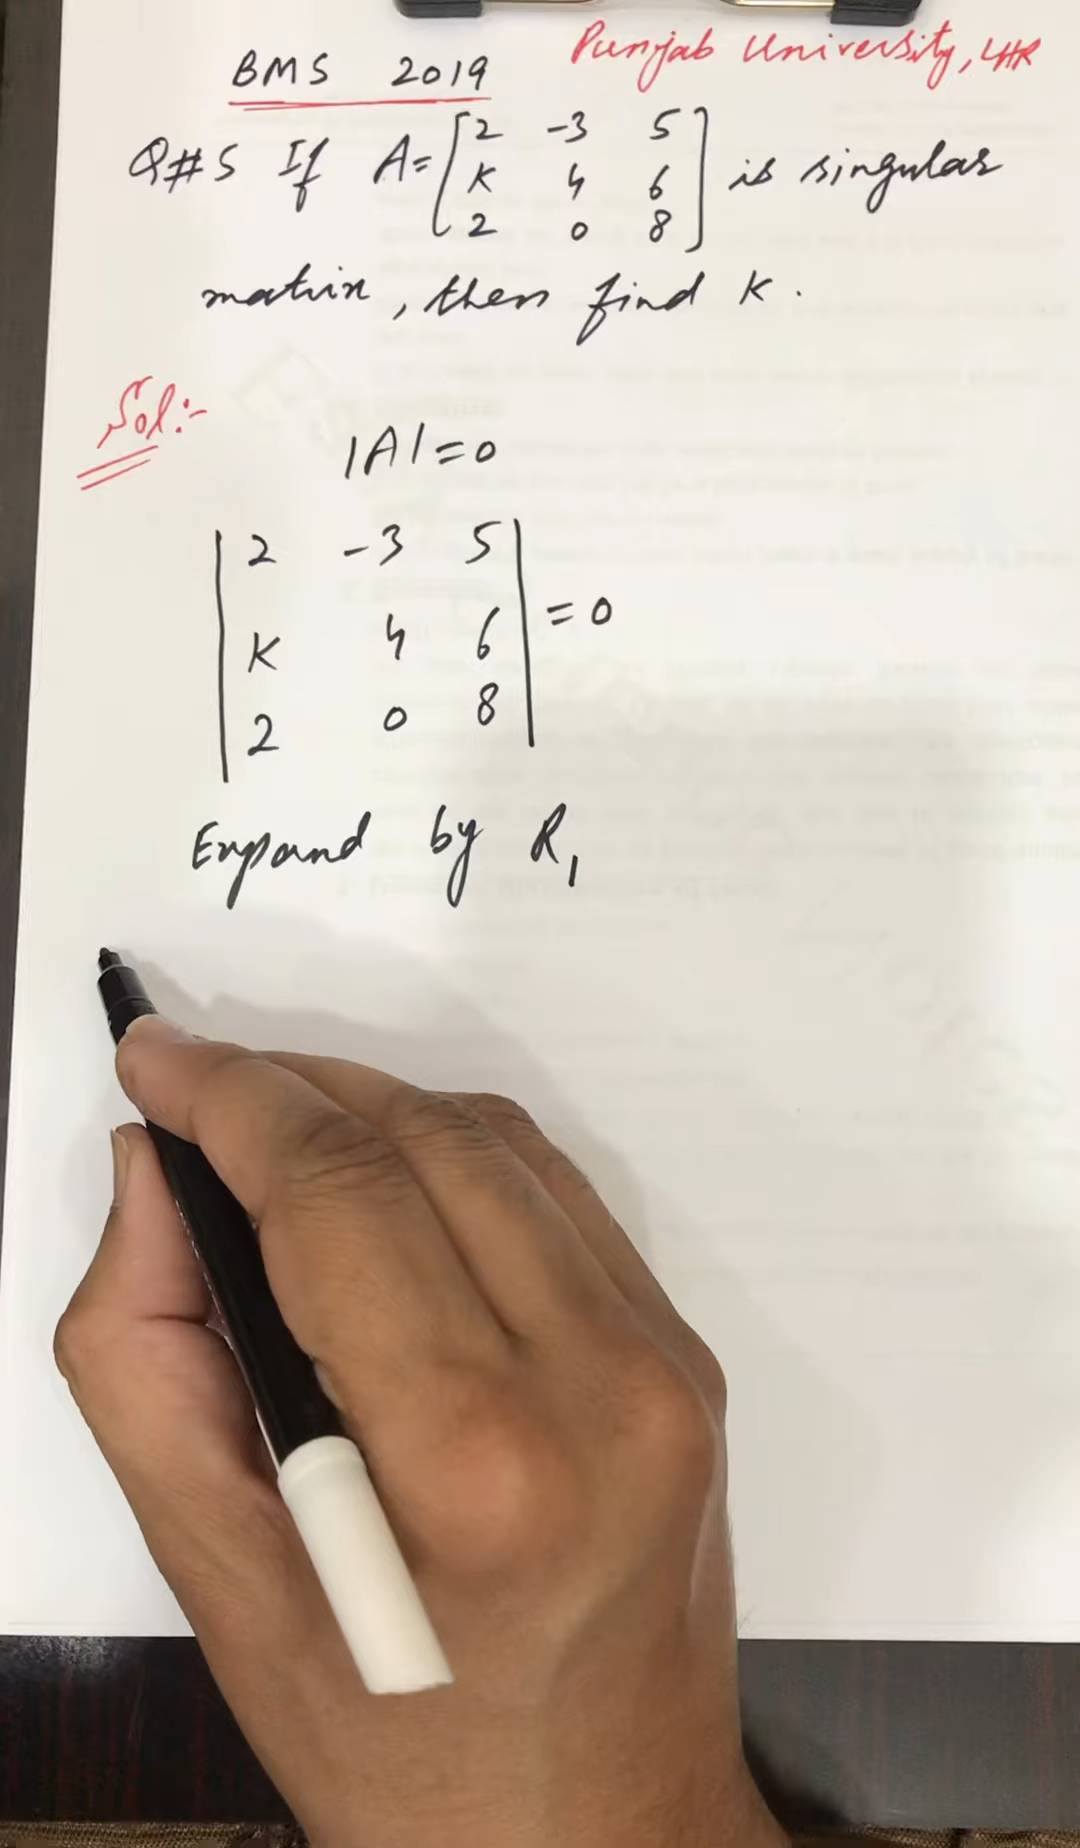 BMS 2019 Punjab University, LHR
Q#5 If A= [2 -3 5
K 4 6
2 0 8] is singular
matrix, then find K.
Sol:-
|A|=0
|2 -3 5
K 4 6
2 0 8| =0
Expand by R₁